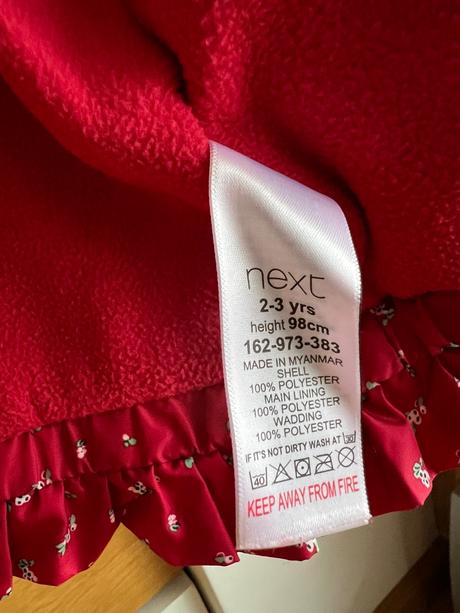 next
2-3 yrs
height 98cm
162-973-383
MADE IN MYANMAR
SHELL
100% POLYESTER
MAIN LINING
100% POLYESTER
WADDING
100% POLYESTER
IF IT'S NOT DIRTY WASH AT 30
40
KEEP AWAY FROM FIRE